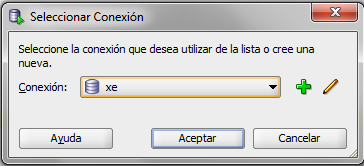 Seleccionar Conexión
Seleccione la conexión que desea utilizar de la lista o cree una
nueva.
Conexión: xe
Ayuda Aceptar Cancelar